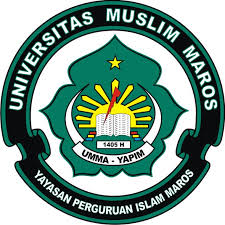 UNIVERSITAS MUSLIM MAROS
1405 H
UMMA - YAPIM
YAYASAN PERGURUAN ISLAM MAROS